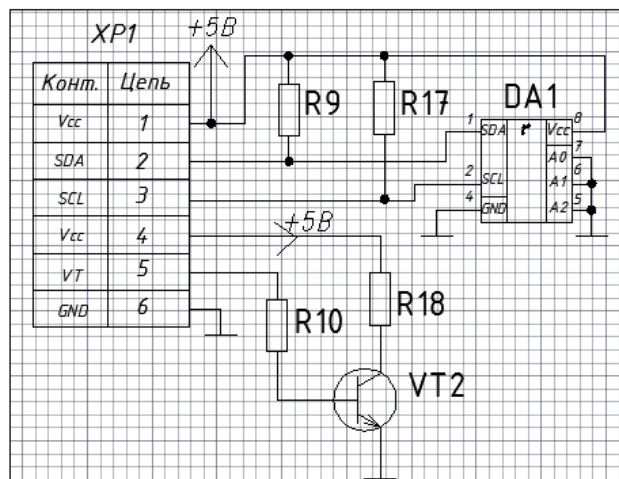 XP1
+5В
Конт. Цепь
Vcc 1
SDA 2
SCL 3
Vcc 4
VT 5
GND 6
R9
R17
DA1
1 SDA t Vcc 8
A0 7
2 SCL A1 6
4 GND A2 5
+5В
R10
R18
VT2